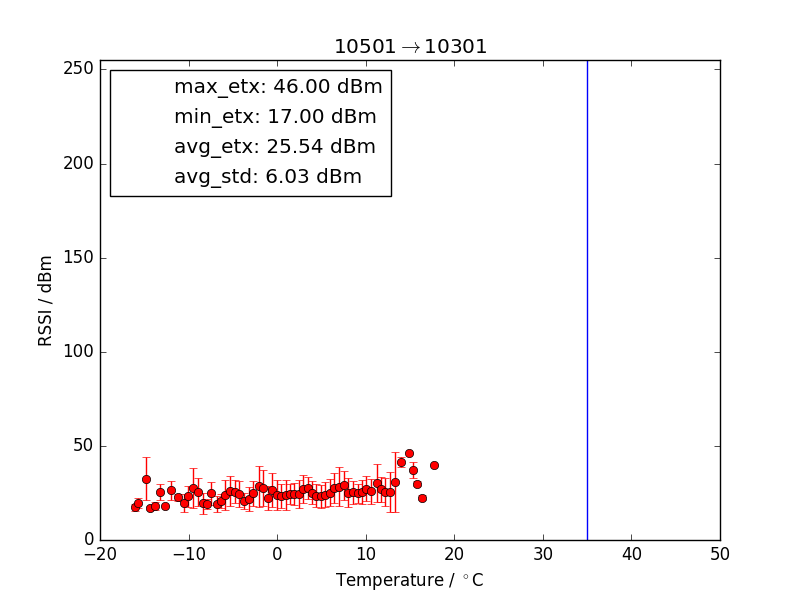 10501→10301
max_etx: 46.00 dBm
min_etx: 17.00 dBm
avg_etx: 25.54 dBm
avg_std: 6.03 dBm
RSSI / dBm
250
200
150
100
50
0
−20 −10 0 10 20 30 40 50
Temperature / °C